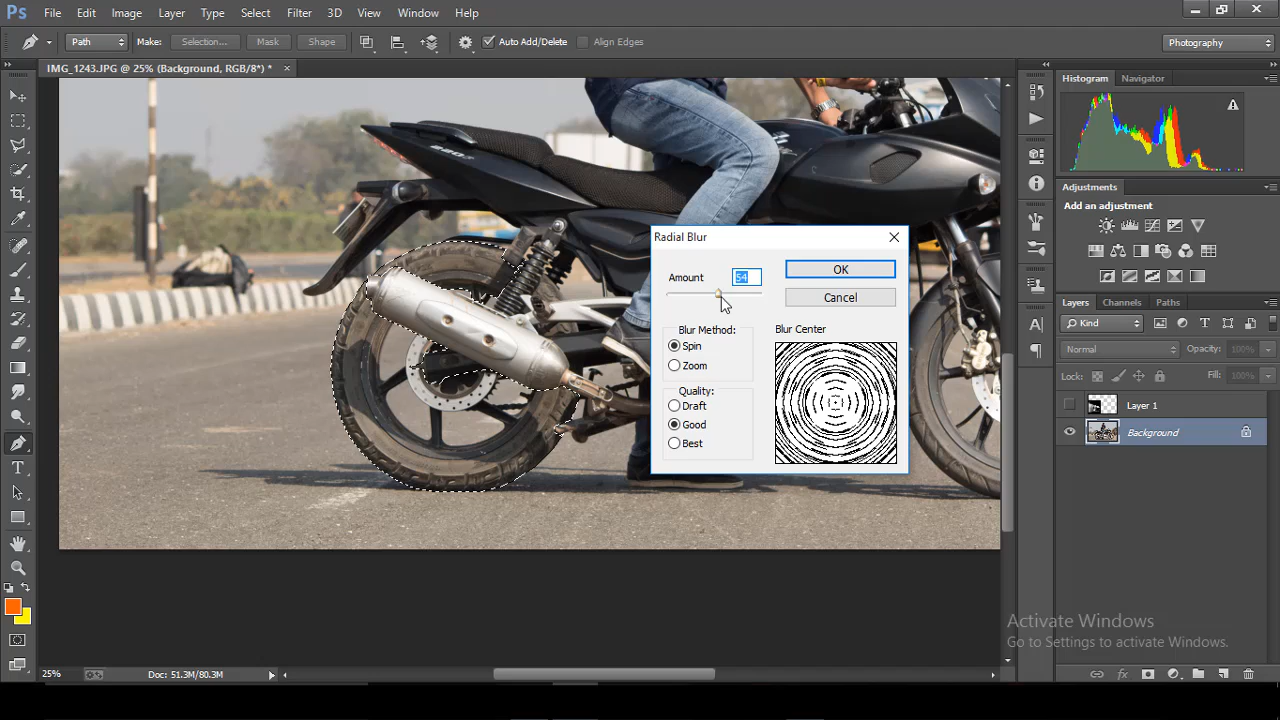 Ps File Edit Image Layer Type Select Filter 3D View Window Help
Path Make: Selection... Mask Shape Auto Add/Delete Align Edges Photography
IMG_1243.JPG @ 25% (Background, RGB/8*) * ×
Histogram Navigator
Adjustments
Add an adjustment
Layers Channels Paths
Kind
Normal Opacity: 100%
Lock: Fill: 100%
Layer 1
Background
Radial Blur
Amount 54
OK
Cancel
Blur Method:
Spin
Zoom
Quality:
Draft
Good
Best
Blur Center
T
A
Activate Windows
Go to Settings to activate Windows.
25% Doc: 51.3M/80.3M